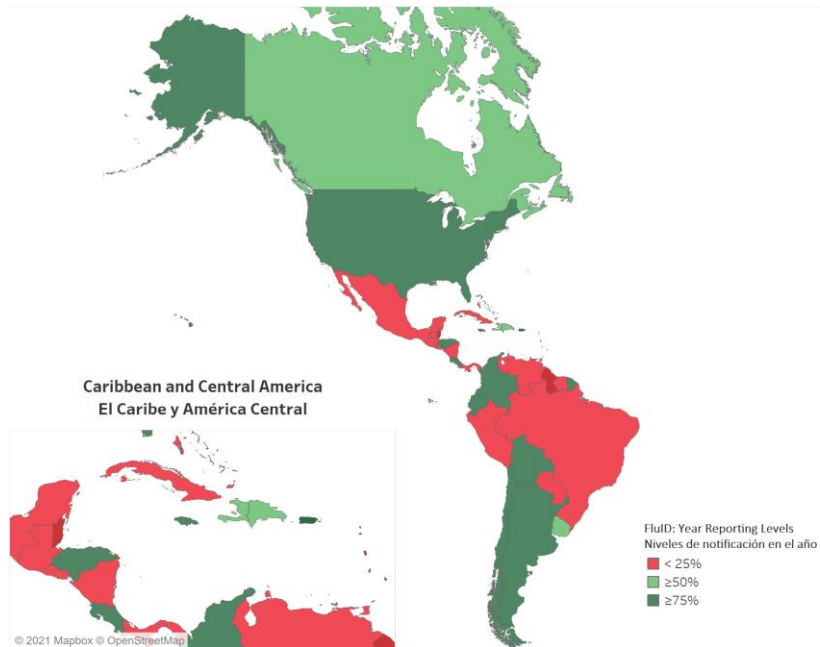 Caribbean and Central America
El Caribe y América Central
© 2021 Mapbox © OpenStreetMap
FluID: Year Reporting Levels
Niveles de notificación en el año
< 25%
≥50%
≥75%